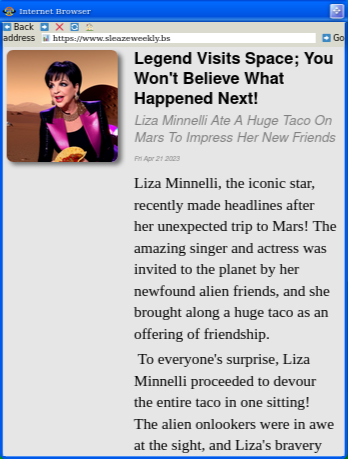 Internet Browser
Back
address https://www.sleazeweekly.bs Go
Legend Visits Space; You
Won't Believe What
Happened Next!
Liza Minnelli Ate A Huge Taco On
Mars To Impress Her New Friends
Fri Apr 21 2023
Liza Minnelli, the iconic star,
recently made headlines after
her unexpected trip to Mars! The
amazing singer and actress was
invited to the planet by her
newfound alien friends, and she
brought along a huge taco as an
offering of friendship.
To everyone's surprise, Liza
Minnelli proceeded to devour
the entire taco in one sitting!
The alien onlookers were in awe
at the sight, and Liza's bravery